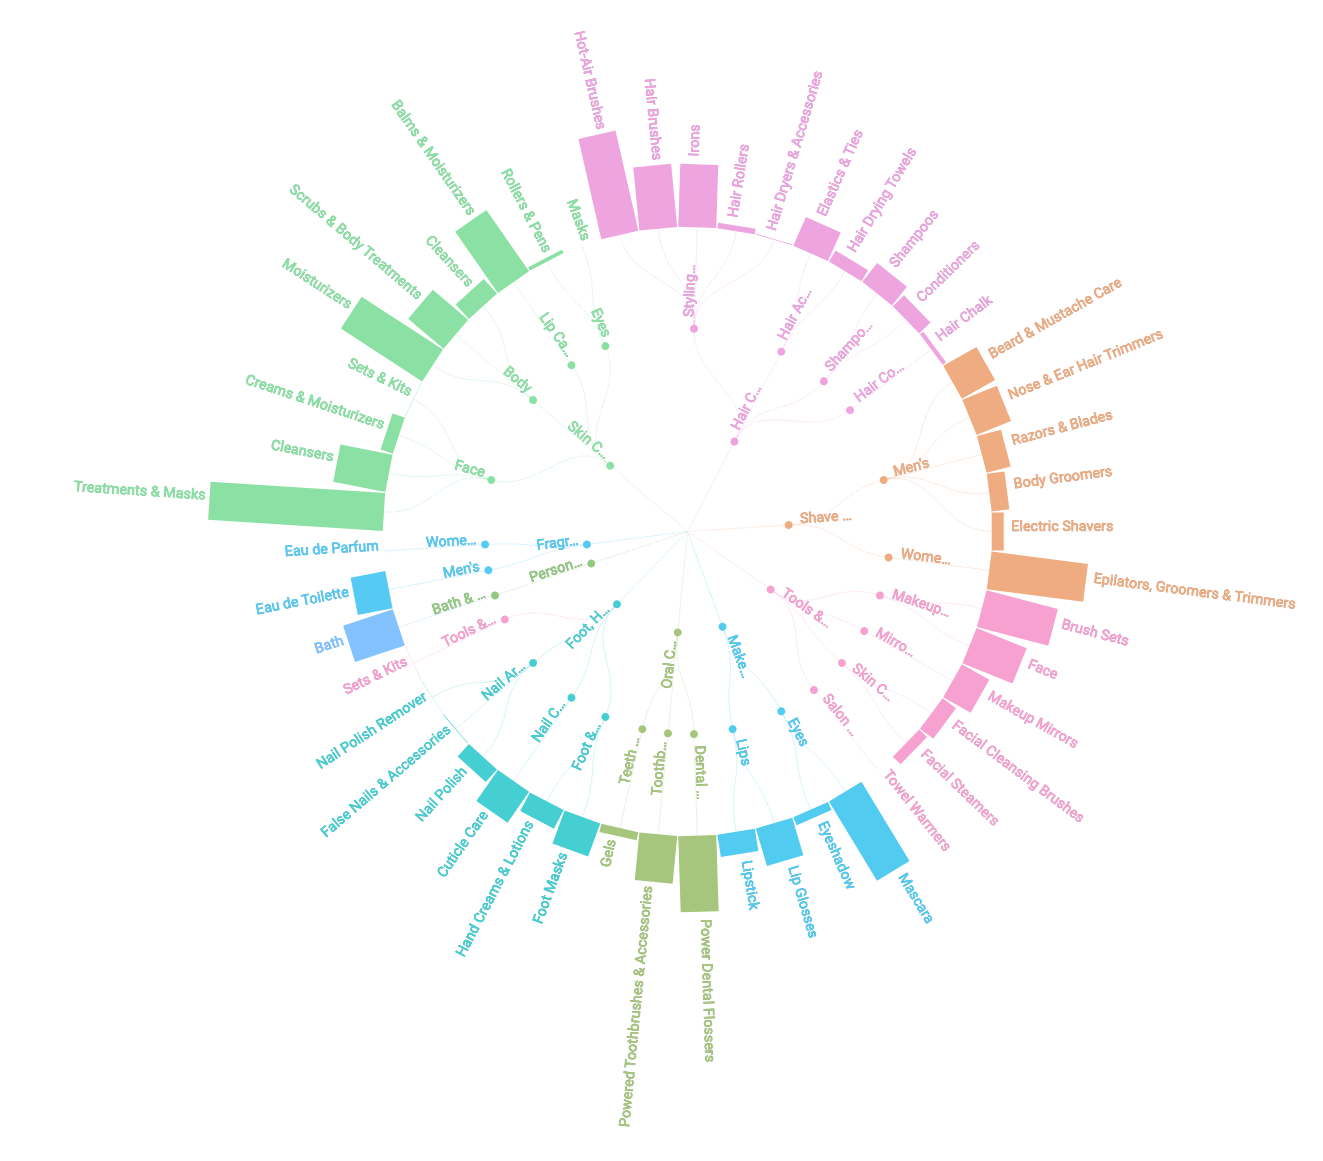 Hot-Air Brushes
Hair Brushes
Irons
Hair Rollers
Hair Dryers & Accessories
Elastics & Ties
Hair Drying Towels
Shampoos
Conditioners
Hair Chalk
Styling...
Hair Ac...
Shampo...
Hair Co...
Hair C...
Beard & Mustache Care
Nose & Ear Hair Trimmers
Razors & Blades
Body Groomers
Electric Shavers
Epilators, Groomers & Trimmers
Men's
Wome...
Shave ...
Brush Sets
Face
Makeup Mirrors
Facial Cleansing Brushes
Facial Steamers
Towel Warmers
Makeup...
Mirro...
Skin C...
Salon ...
Tools &...
Mascara
Eyeshadow
Lip Glosses
Lipstick
Eyes
Lips
Make...
Power Dental Flossers
Powered Toothbrushes & Accessories
Gels
Dental ...
Toothb...
Teeth ...
Oral C...
Foot Masks
Hand Creams & Lotions
Cuticle Care
Nail Polish
False Nails & Accessories
Nail Polish Remover
Foot &...
Nail C...
Nail Ar...
Foot, H...
Sets & Kits
Tools &...
Bath
Bath & ...
Person...
Eau de Toilette
Men's
Eau de Parfum
Wome...
Fragr...
Treatments & Masks
Cleansers
Creams & Moisturizers
Sets & Kits
Face
Moisturizers
Scrubs & Body Treatments
Cleansers
Body
Balms & Moisturizers
Lip Ca...
Rollers & Pens
Masks
Eyes
Skin C...